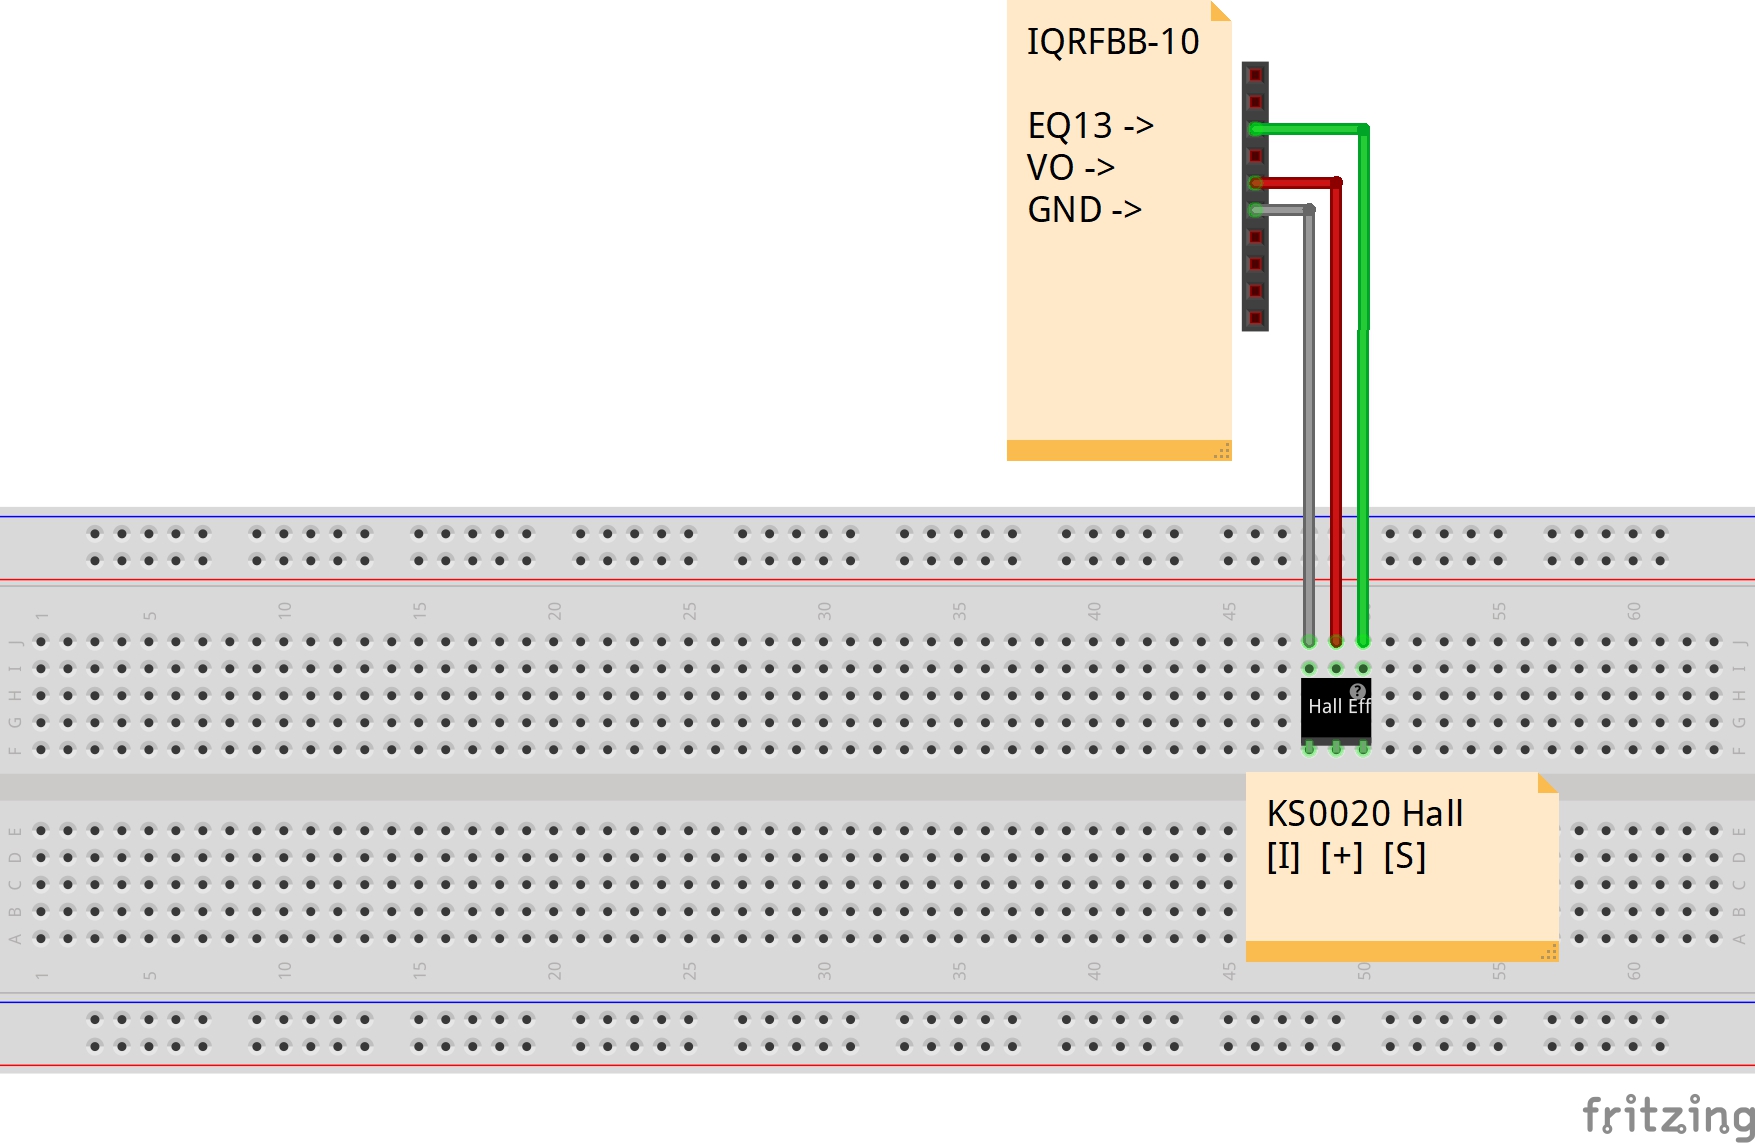 IQRFBB-10
EQ13 ->
VO ->
GND ->
1 5 10 15 20 25 30 35 40 45 55 60
J J
I I
H H
Hall Eff
?
G G
F F
KS0020 Hall
[I] [+] [S]
E E
D D
C C
B B
A A
1 5 10 15 20 25 30 35 40 45 50 55 60
fritzing